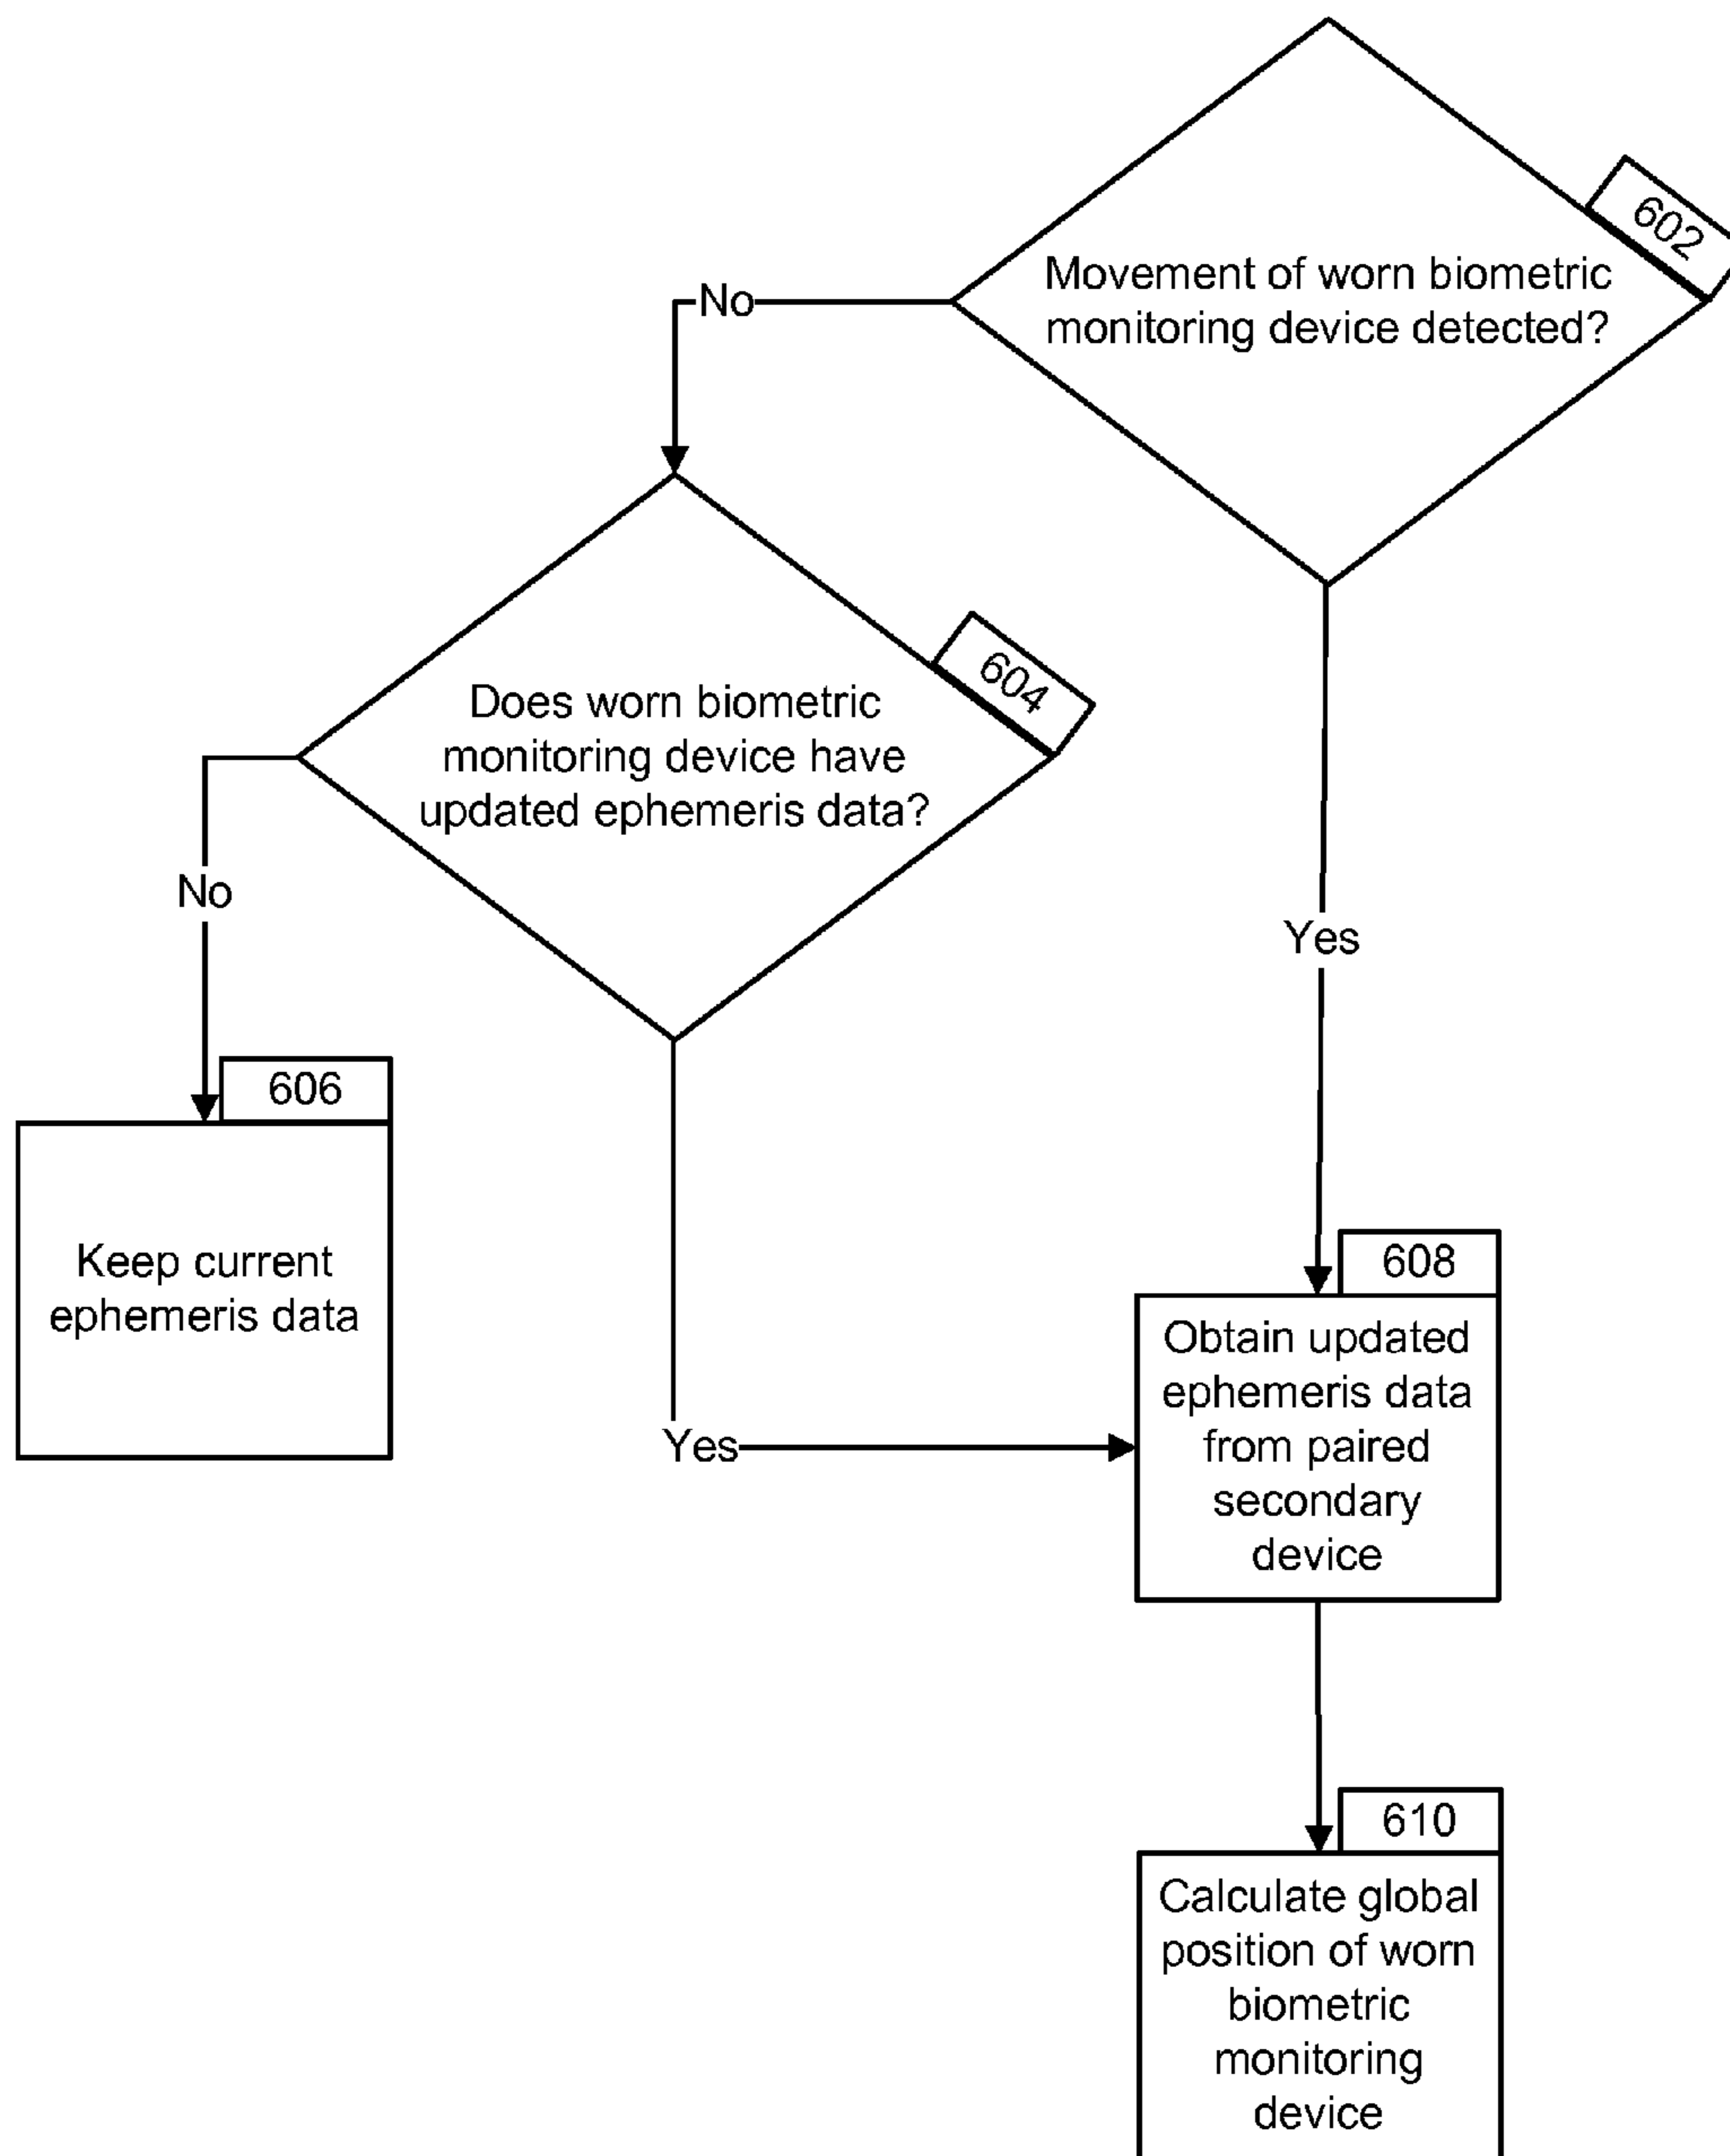 602
Movement of worn biometric
monitoring device detected?
No
604
Does worn biometric
monitoring device have
updated ephemeris data?
No
Yes
606
Keep current
ephemeris data
608
Obtain updated
ephemeris data
from paired
secondary
device
Yes
610
Calculate global
position of worn
biometric
monitoring
device